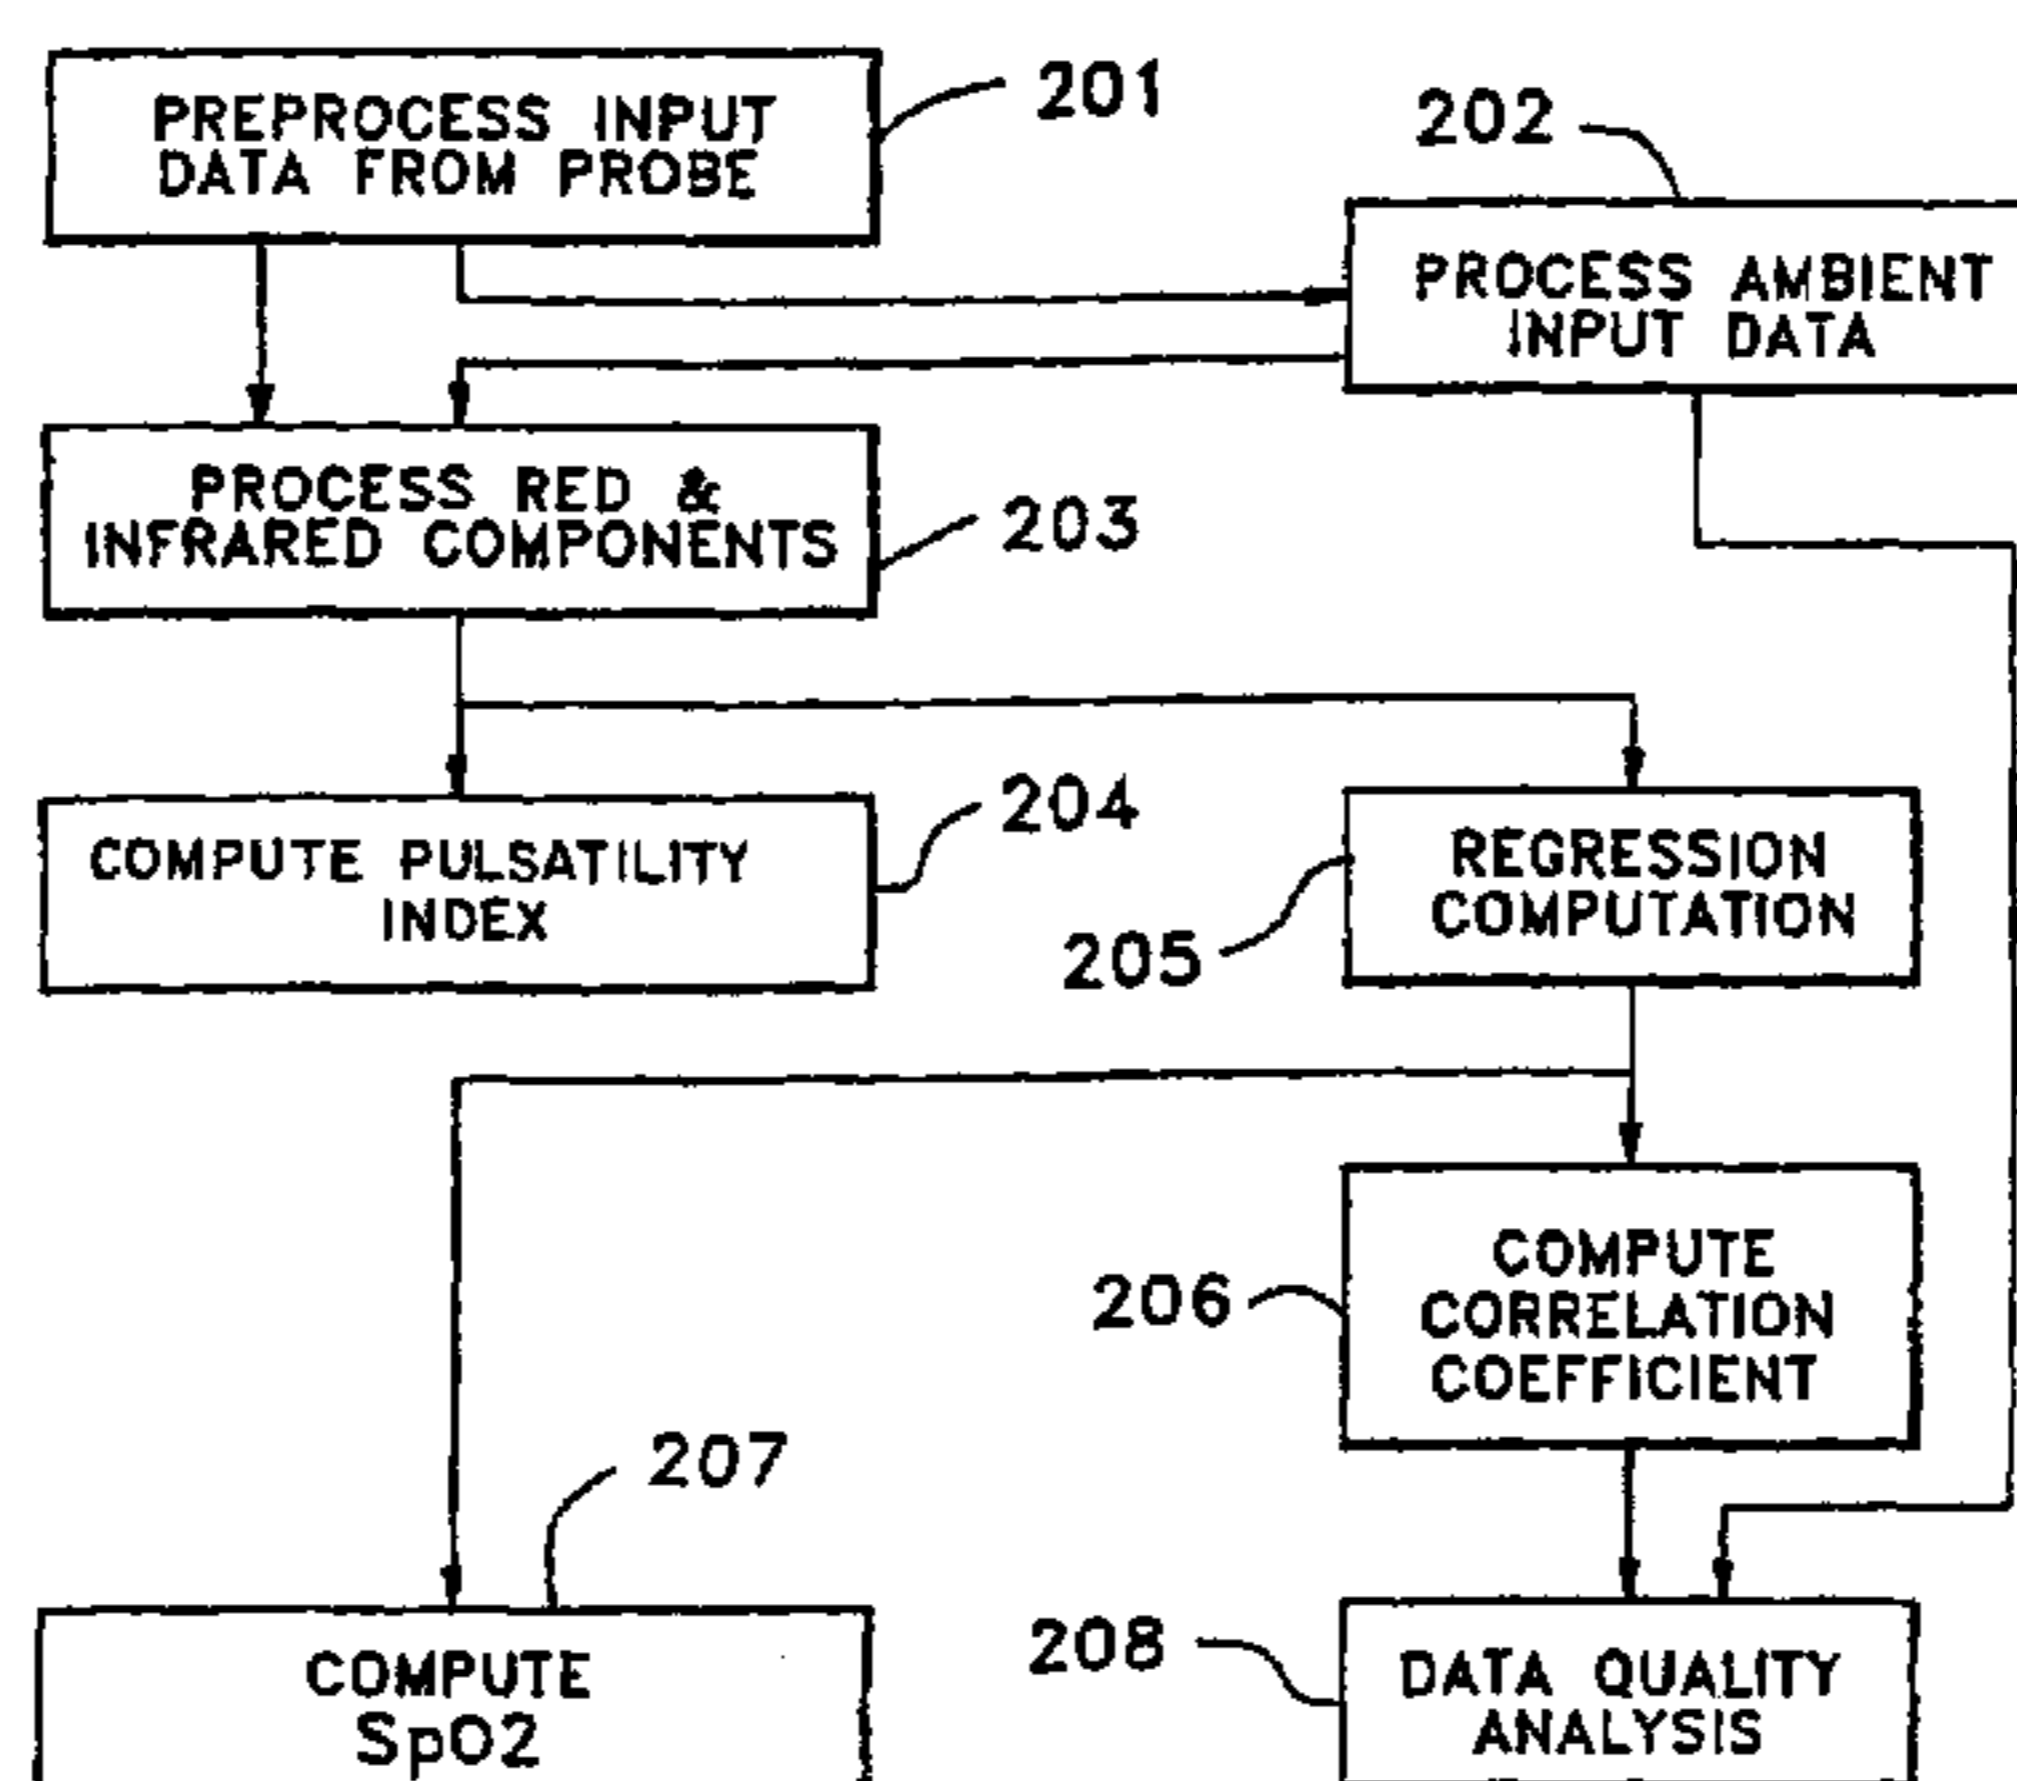 PREPROCESS INPUT
DATA FROM PROBE
201
202
PROCESS AMBIENT
INPUT DATA
PROCESS RED &
INFRARED COMPONENTS
203
COMPUTE PULSATILITY
INDEX
204
REGRESSION
COMPUTATION
205
COMPUTE
CORRELATION
COEFFICIENT
206
207
COMPUTE
SpO2
208
DATA QUALITY
ANALYSIS